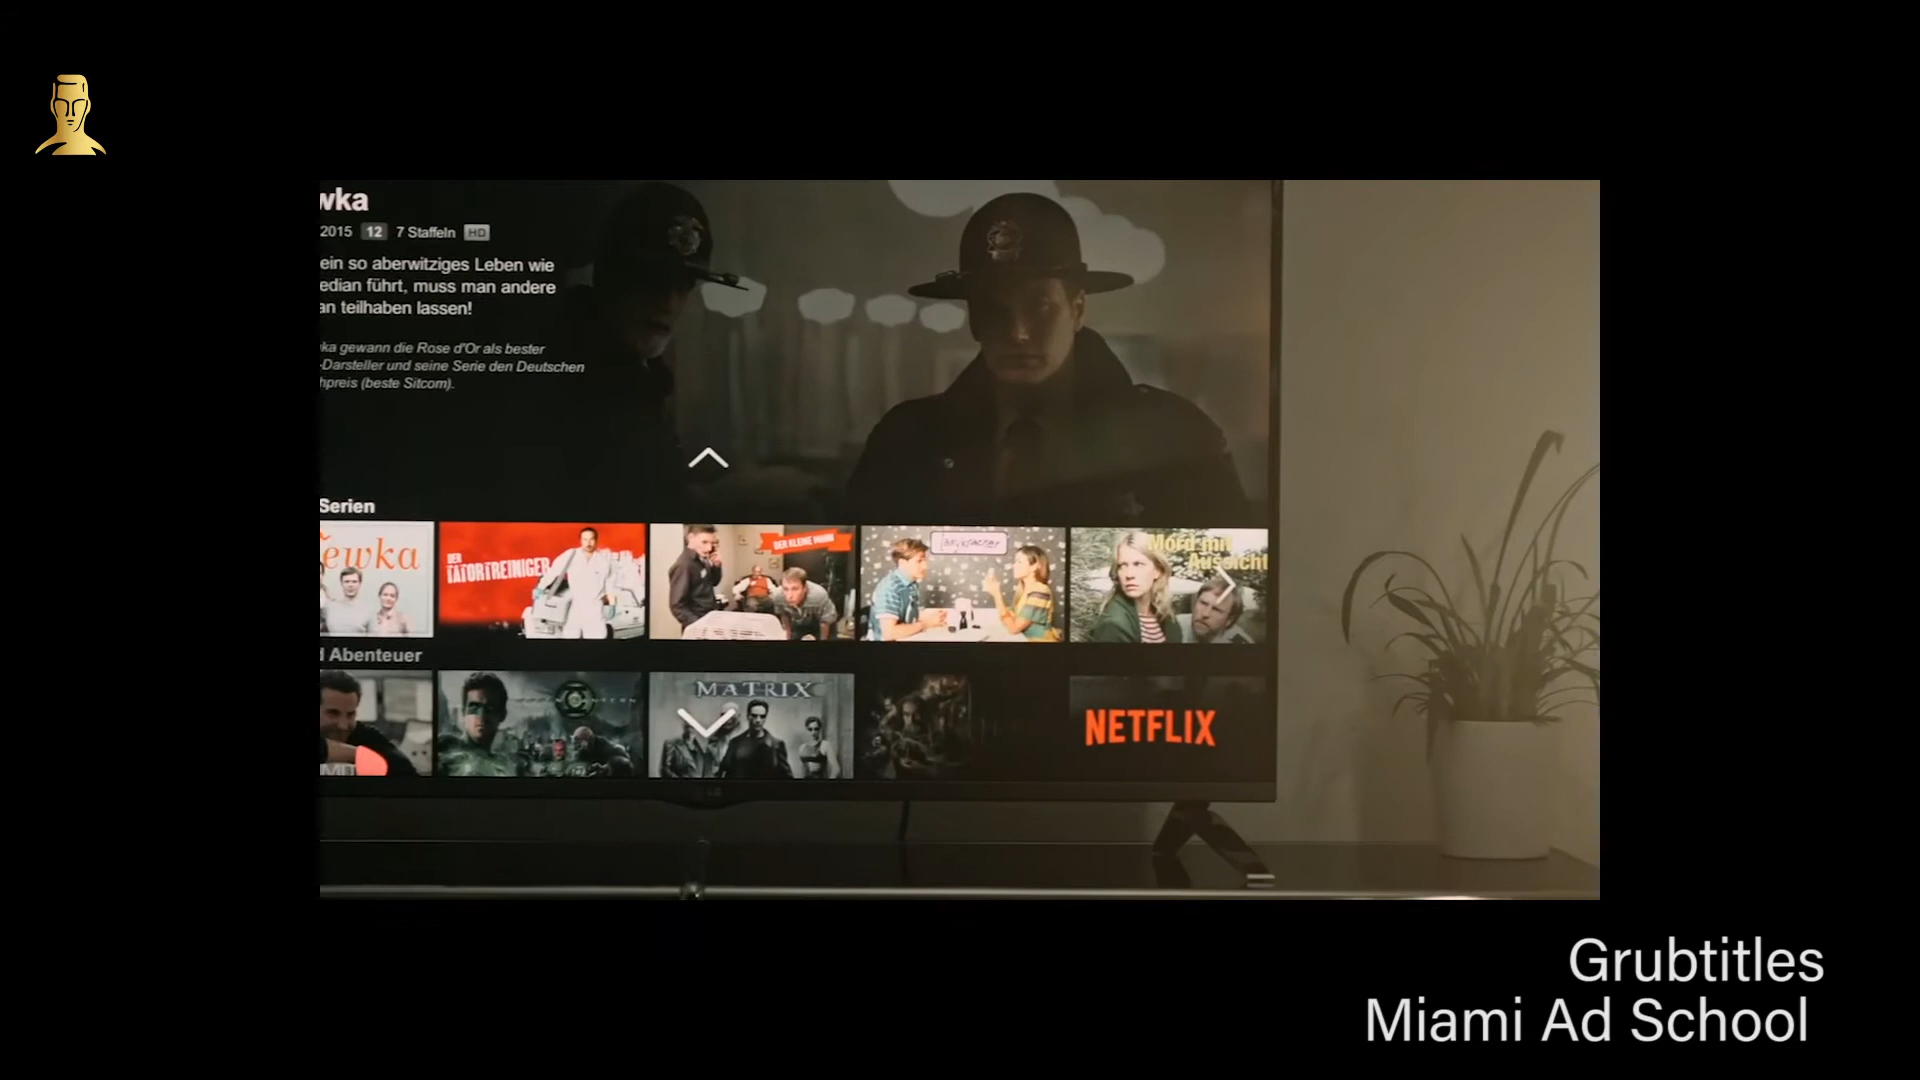 wka
2015 12 7 Staffeln HD
ein so aberwitziges Leben wie
edian führt, muss man andere
an teilhaben lassen!
ka gewann die Rose d'Or als bester
-Darsteller und seine Serie den Deutschen
hpreis (beste Sitcom).
Serien
ewka
DER
TATORTREINIGER
DER KLEINE MANN
Mord mit
Aussicht
d Abenteuer
MATRIX
NETFLIX
LG
Grubtitles
Miami Ad School